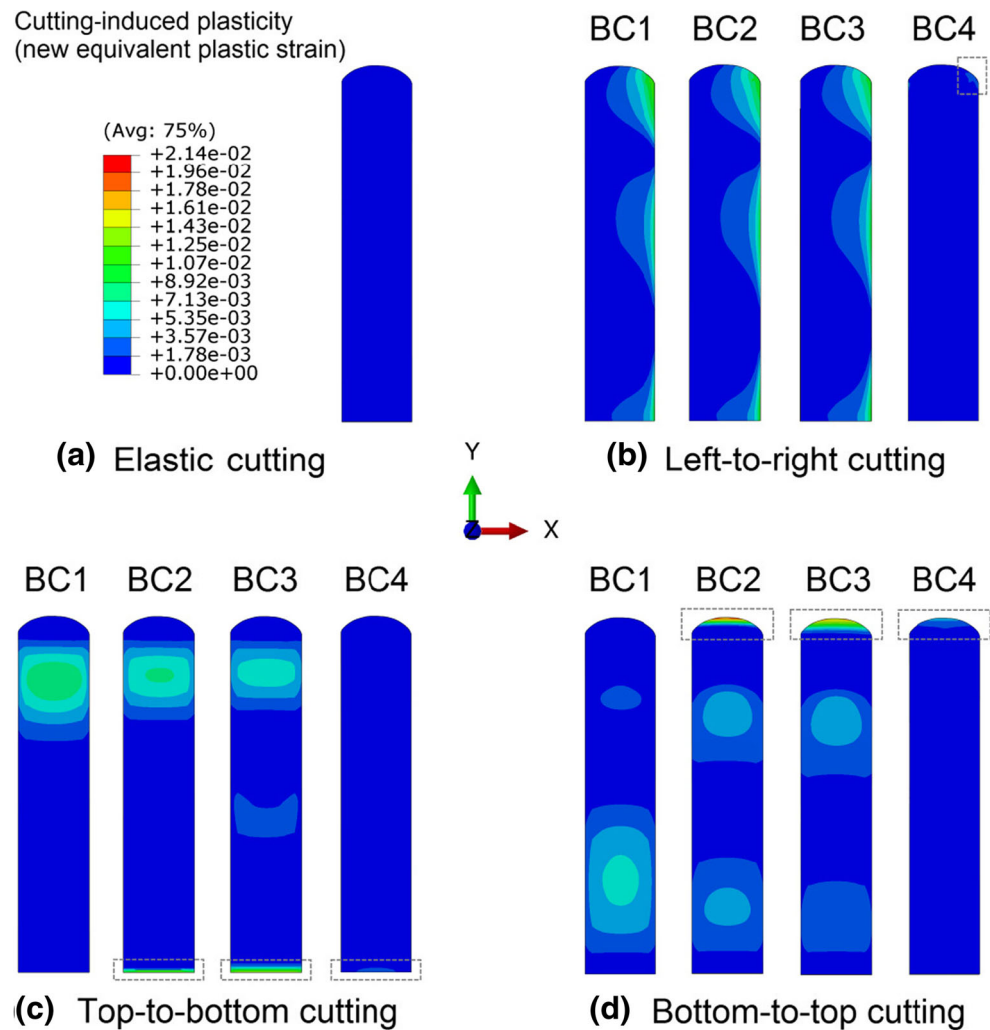 Cutting-induced plasticity
(new equivalent plastic strain)
(Avg: 75%)
+2.14e-02
+1.96e-02
+1.78e-02
+1.61e-02
+1.43e-02
+1.25e-02
+1.07e-02
+8.92e-03
+7.13e-03
+5.35e-03
+3.57e-03
+1.78e-03
+0.00e+00
(a) Elastic cutting
BC1 BC2 BC3 BC4
(b) Left-to-right cutting
Y
Z X
BC1 BC2 BC3 BC4
(c) Top-to-bottom cutting
BC1 BC2 BC3 BC4
(d) Bottom-to-top cutting